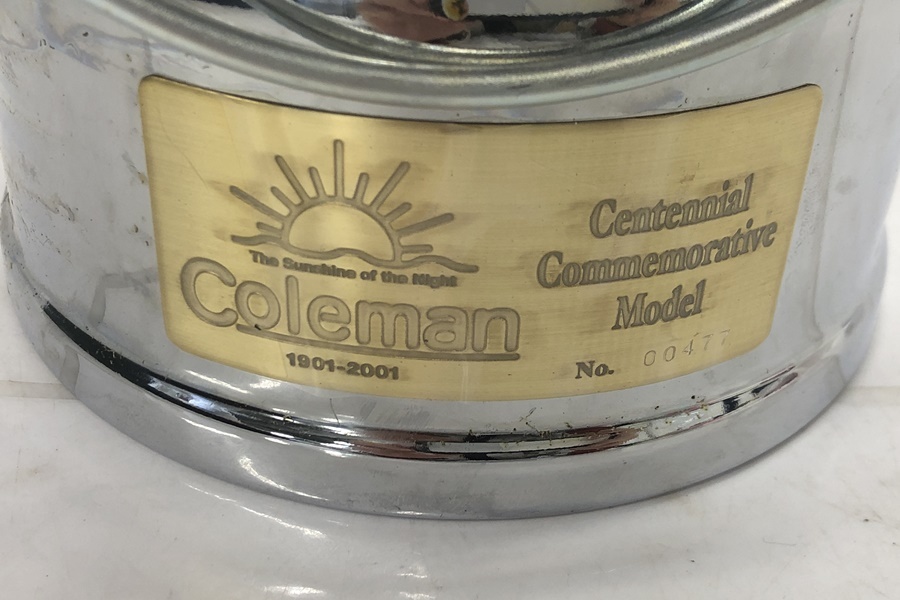 The Sunshine of the Night
Coleman
1901-2001
Centennial
Commemorative
Model
No. 00477